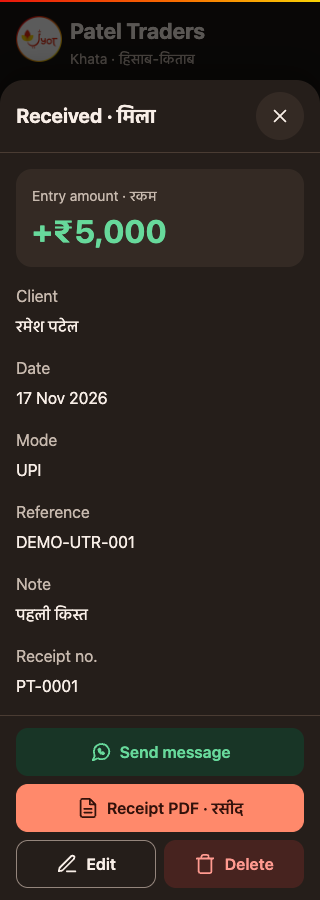 Jyot
Patel Traders
Khata · हिसाब-किताब
Received · मिला
Entry amount · रकम
+₹5,000
Client
रमेश पटेल
Date
17 Nov 2026
Mode
UPI
Reference
DEMO-UTR-001
Note
पहली किस्त
Receipt no.
PT-0001
Send message
Receipt PDF · रसीद
Edit
Delete